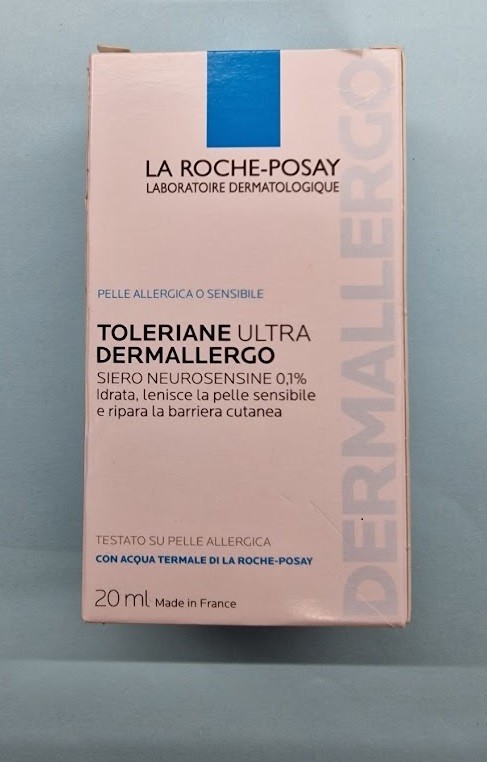 LA ROCHE-POSAY
LABORATOIRE DERMATOLOGIQUE
DERMALLERGO
PELLE ALLERGICA O SENSIBILE
TOLERIANE ULTRA
DERMALLERGO
SIERO NEUROSENSINE 0,1%
Idrata, lenisce la pelle sensibile
e ripara la barriera cutanea
TESTATO SU PELLE ALLERGICA
CON ACQUA TERMALE DI LA ROCHE-POSAY
20 ml Made in France